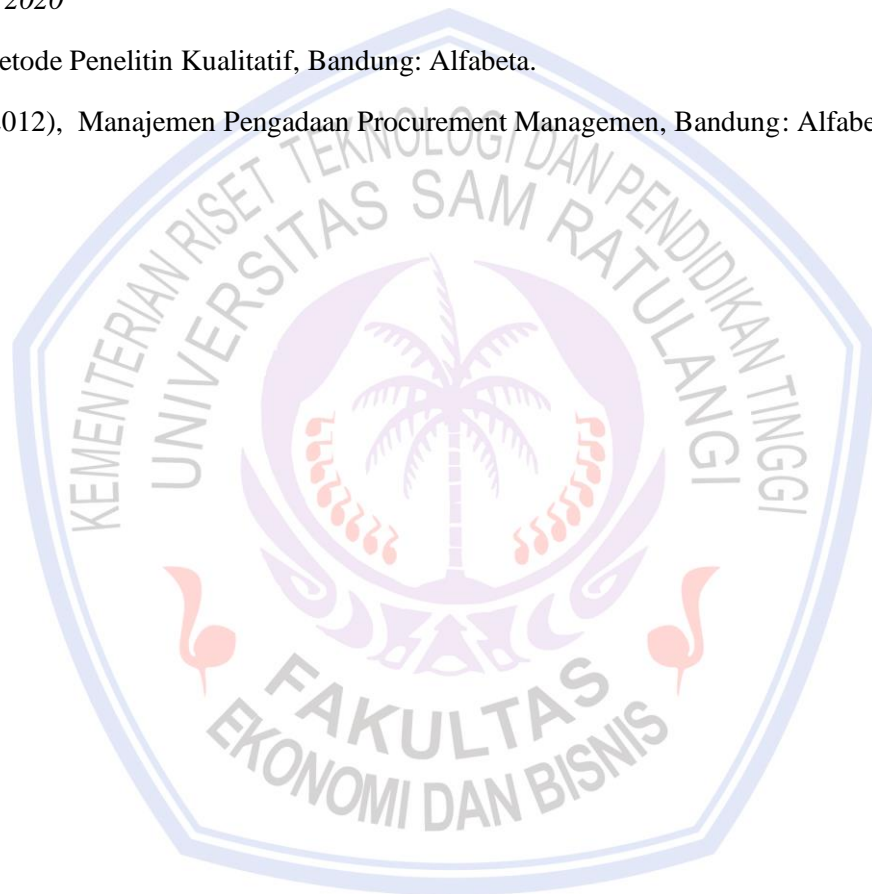 2020
etode Penelitin Kualitatif, Bandung: Alfabeta.
012), Manajemen Pengadaan Procurement Managemen, Bandung: Alfabe
KEMENTERIAN RISET TEKNOLOGI DAN PENDIDIKAN TINGGI
UNIVERSITAS SAM RATULANGI
FAKULTAS
EKONOMI DAN BISNIS